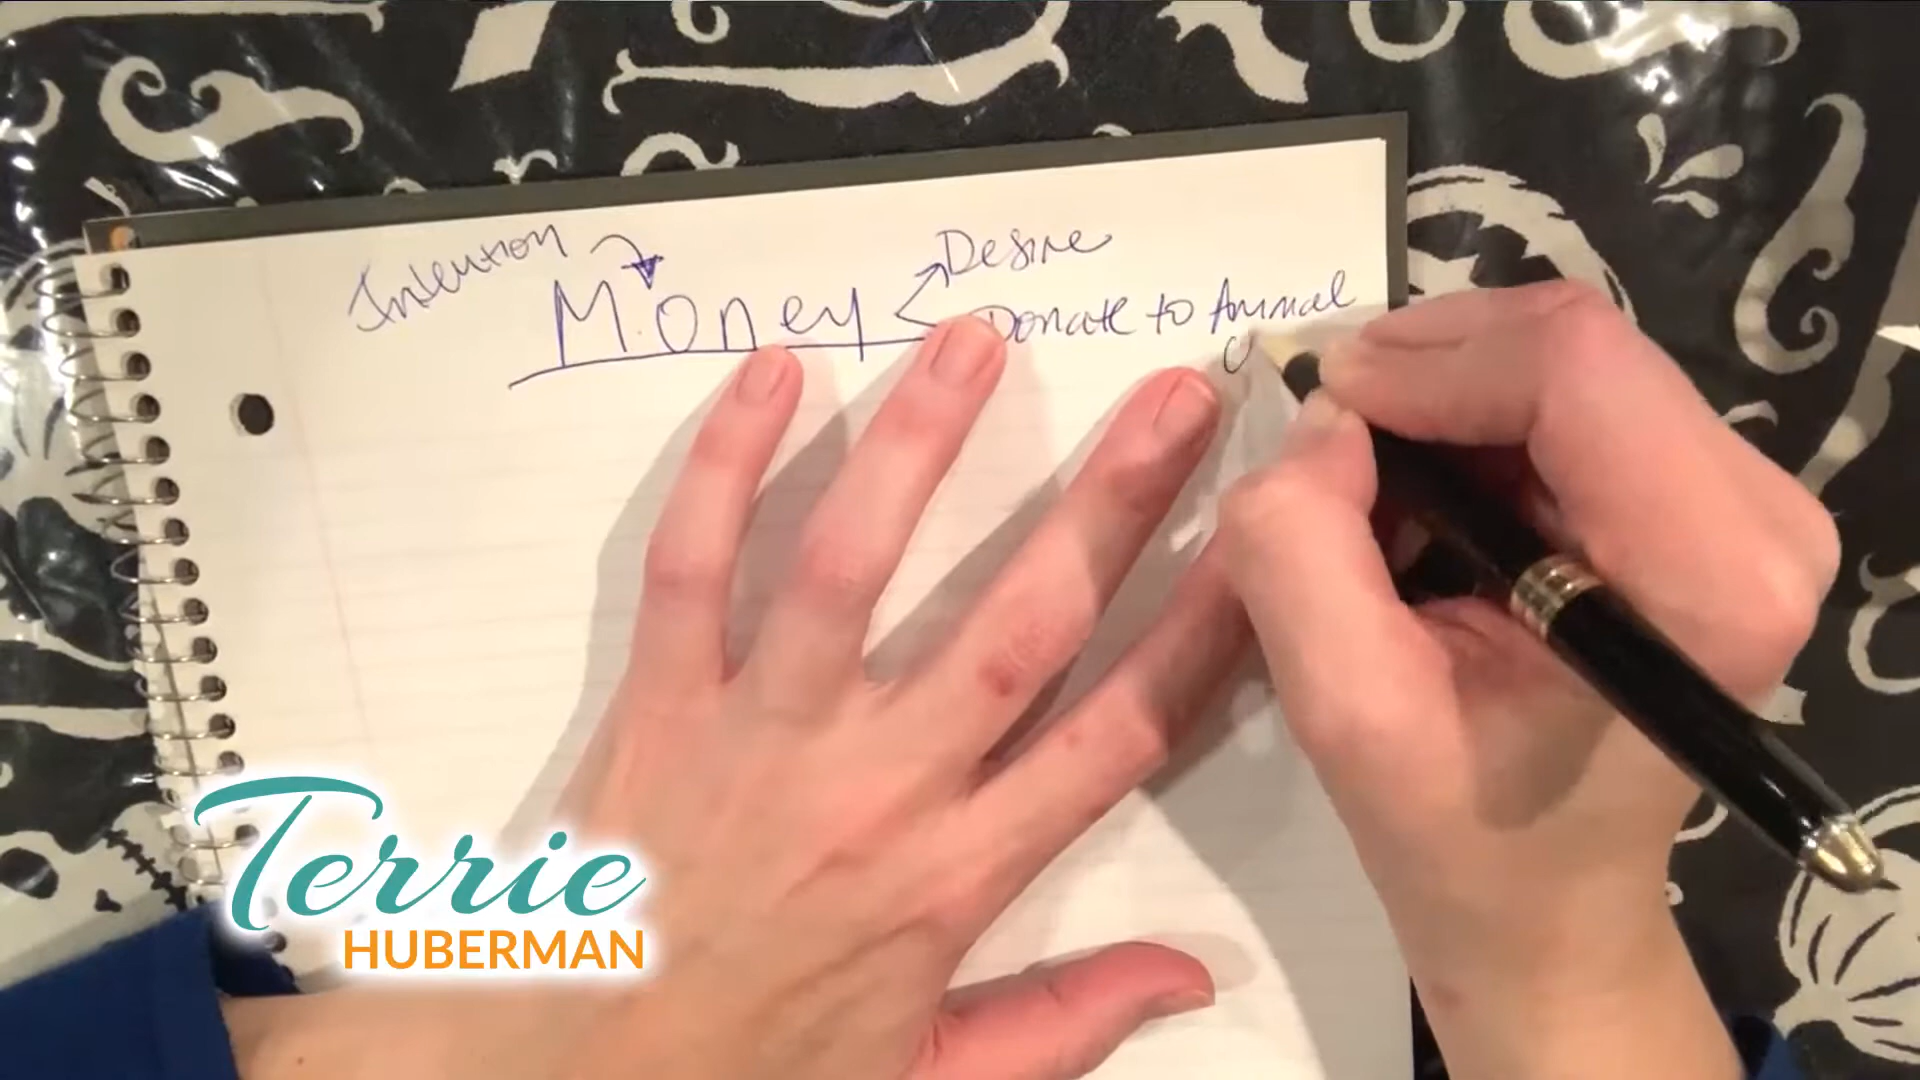 Intention
Money
Desire
Donate to Animal
Terrie
HUBERMAN